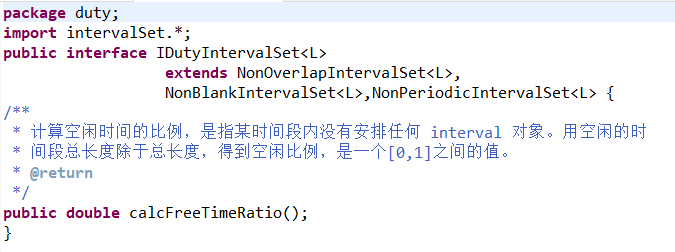 package duty;
import intervalSet.*;
public interface IDutyIntervalSet<L>
extends NonOverlapIntervalSet<L>,
NonBlankIntervalSet<L>,NonPeriodicIntervalSet<L> {
/**
* 计算空闲时间的比例，是指某时间段内没有安排任何 interval 对象。用空闲的时
* 间段总长度除于总长度，得到空闲比例，是一个[0,1]之间的值。
* @return
*/
public double calcFreeTimeRatio();
}